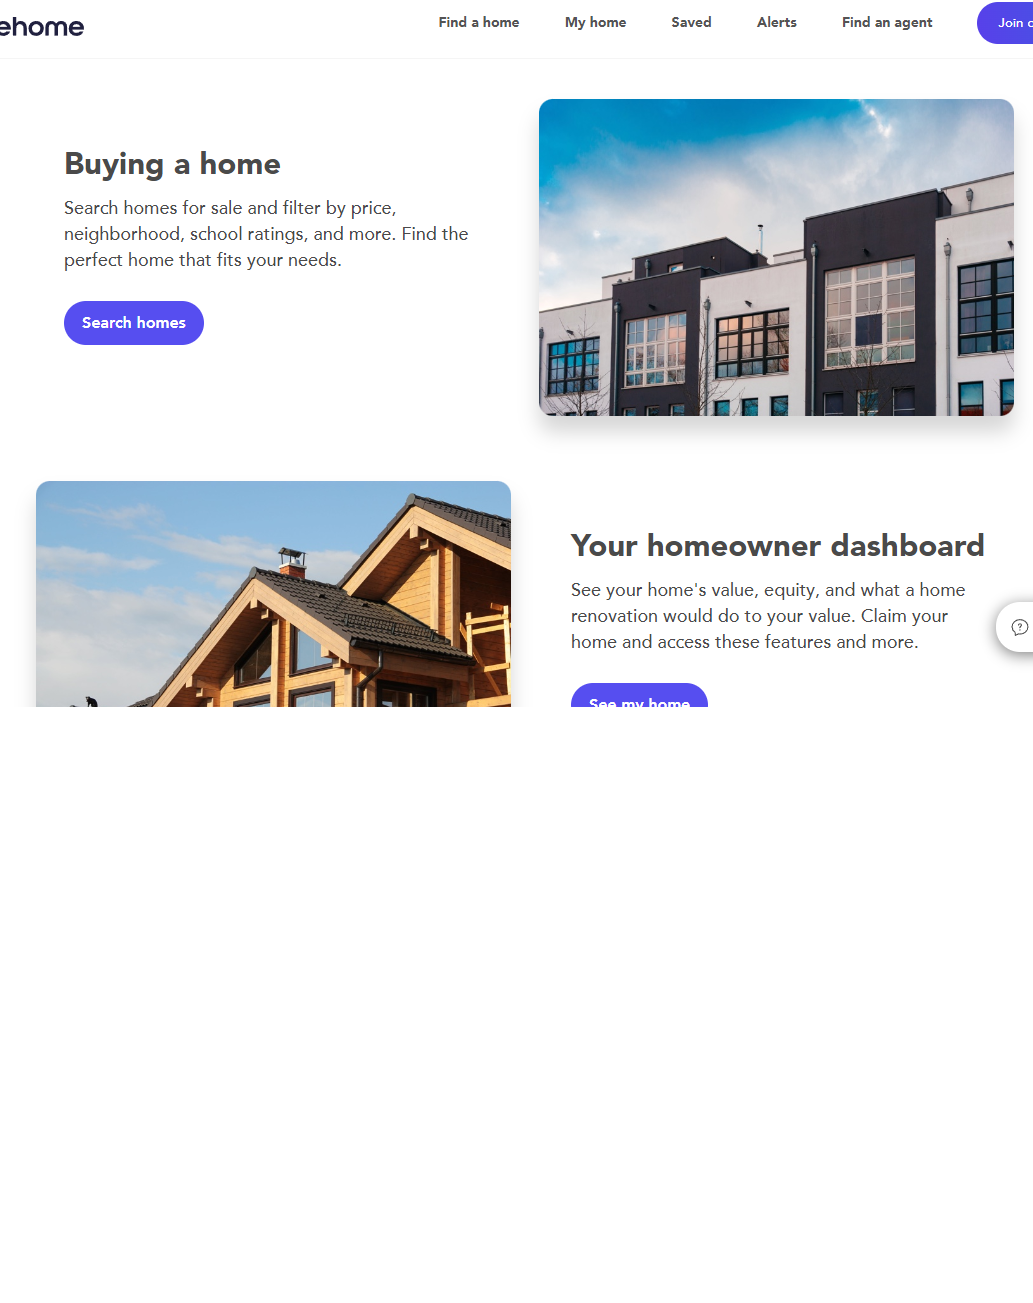 ehome
Find a home
My home
Saved
Alerts
Find an agent
Join
Buying a home
Search homes for sale and filter by price,
neighborhood, school ratings, and more. Find the
perfect home that fits your needs.
Search homes
Your homeowner dashboard
See your home's value, equity, and what a home
renovation would do to your value. Claim your
home and access these features and more.
See my home